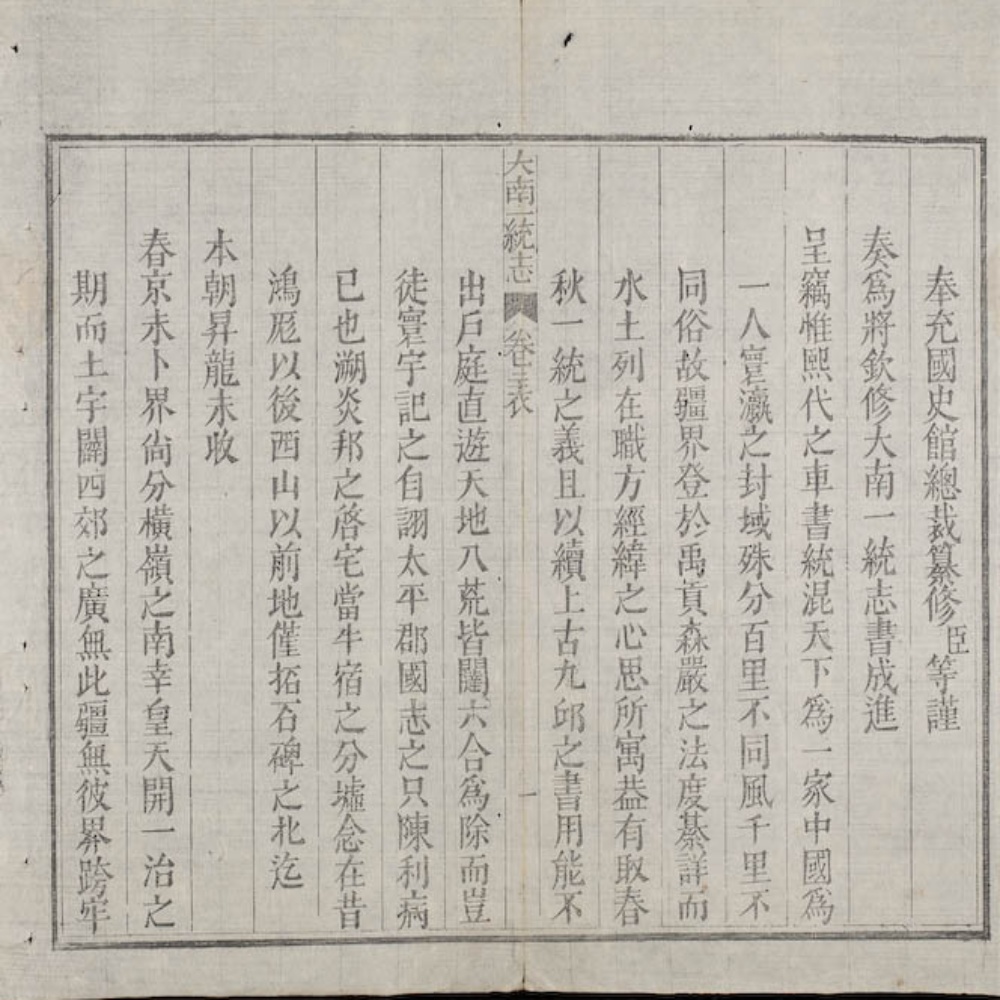 奉充國史館總裁纂修臣等謹
奏爲將欽修大南一統志書成進
呈竊惟熙代之車書統混天下爲一家中國爲
一人寰瀛之封域殊分百里不同風千里不
同俗故疆界登於禹貢森嚴之法度綦詳而
水土列在職方經緯之心思所寓葢有取春
秋一統之義且以續上古九邱之書用能不
大南一統志 卷 表 一
出戶庭直遊天地八荒皆闢六合爲除而豈
徒寰宇記之自詡太平郡國志之只陳利病
已也溯炎邦之啓宅當牛宿之分墟念在昔
鴻厖以後西山以前地僅拓石碑之北迄
本朝昇龍未收
春京未卜界尙分橫嶺之南幸皇天開一治之
期而土宇闢四郊之廣無此疆無彼界跨牢